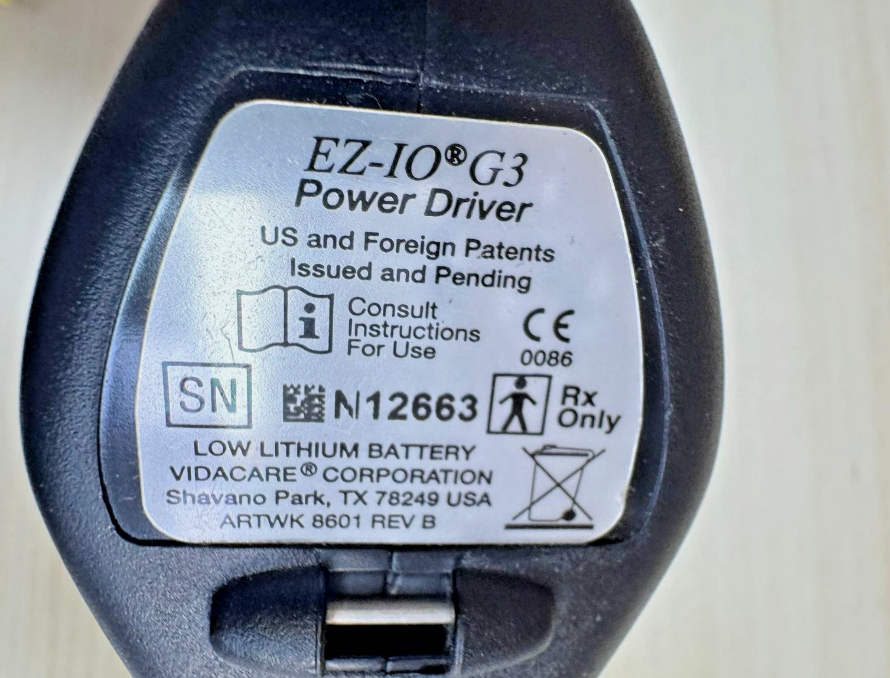 EZ-IO® G3
Power Driver
US and Foreign Patents
Issued and Pending
i Consult
Instructions
For Use
CE
0086
SN
N12663
Rx
Only
LOW LITHIUM BATTERY
VIDACARE® CORPORATION
Shavano Park, TX 78249 USA
ARTWK 8601 REV B